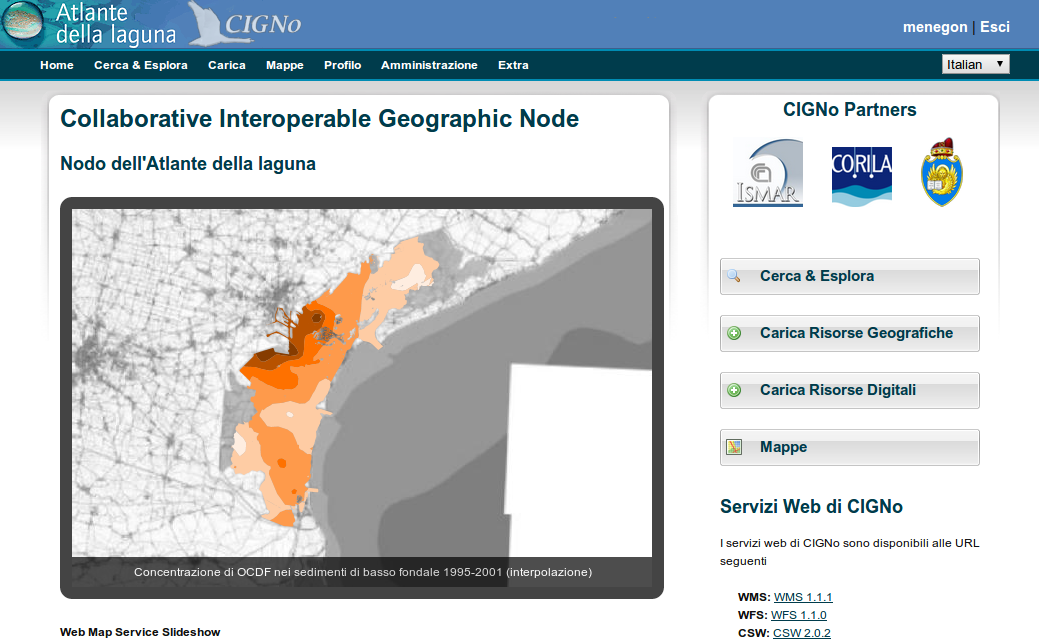 Atlante
della laguna
CIGNo
menegon | Esci
Home Cerca & Esplora Carica Mappe Profilo Amministrazione Extra
Italian
Collaborative Interoperable Geographic Node
Nodo dell'Atlante della laguna
Concentrazione di OCDF nei sedimenti di basso fondale 1995-2001 (interpolazione)
Web Map Service Slideshow
CIGNo Partners
ISMAR
CORILA
Cerca & Esplora
Carica Risorse Geografiche
Carica Risorse Digitali
Mappe
Servizi Web di CIGNo
I servizi web di CIGNo sono disponibili alle URL
seguenti
WMS: WMS 1.1.1
WFS: WFS 1.1.0
CSW: CSW 2.0.2